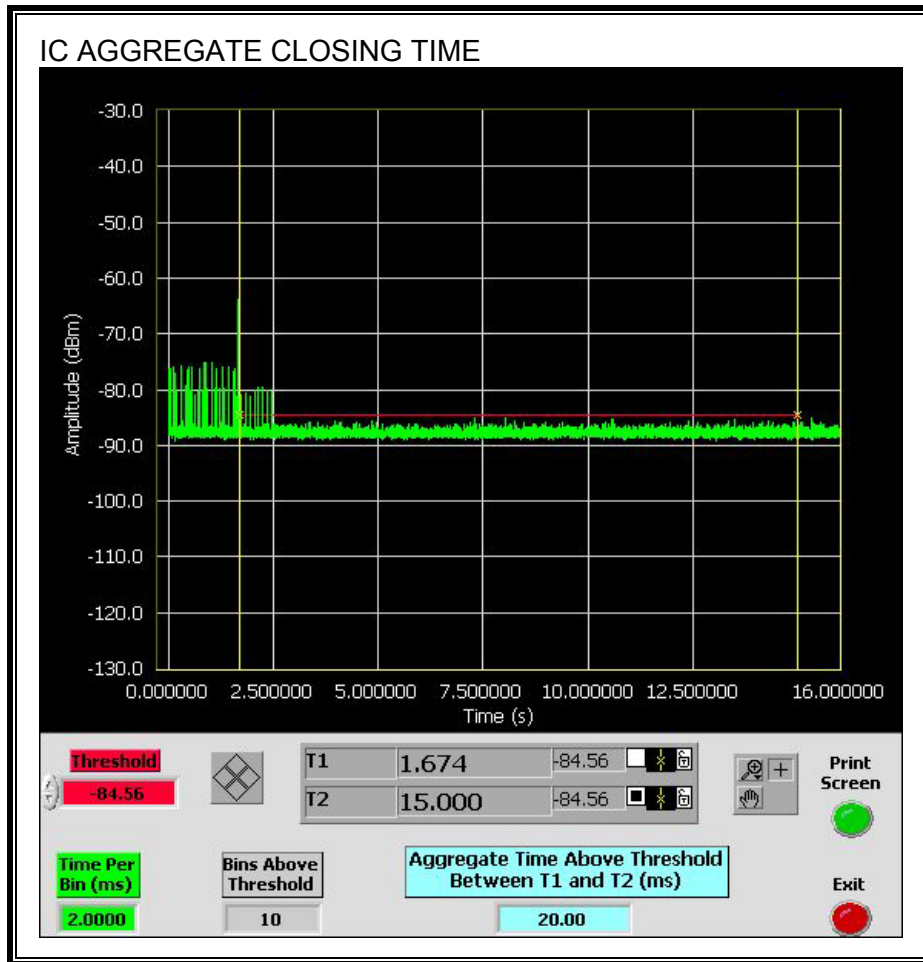 IC AGGREGATE CLOSING TIME
-30.0
-40.0
-50.0
-60.0
-70.0
-80.0
-90.0
-100.0
-110.0
-120.0
-130.0
Amplitude (dBm)
0.000000 2.500000 5.000000 7.500000 10.000000 12.500000 16.000000
Time (s)
Threshold
-84.56
T1 1.674 -84.56
T2 15.000 -84.56
Print
Screen
Time Per
Bin (ms)
2.0000
Bins Above
Threshold
10
Aggregate Time Above Threshold
Between T1 and T2 (ms)
20.00
Exit